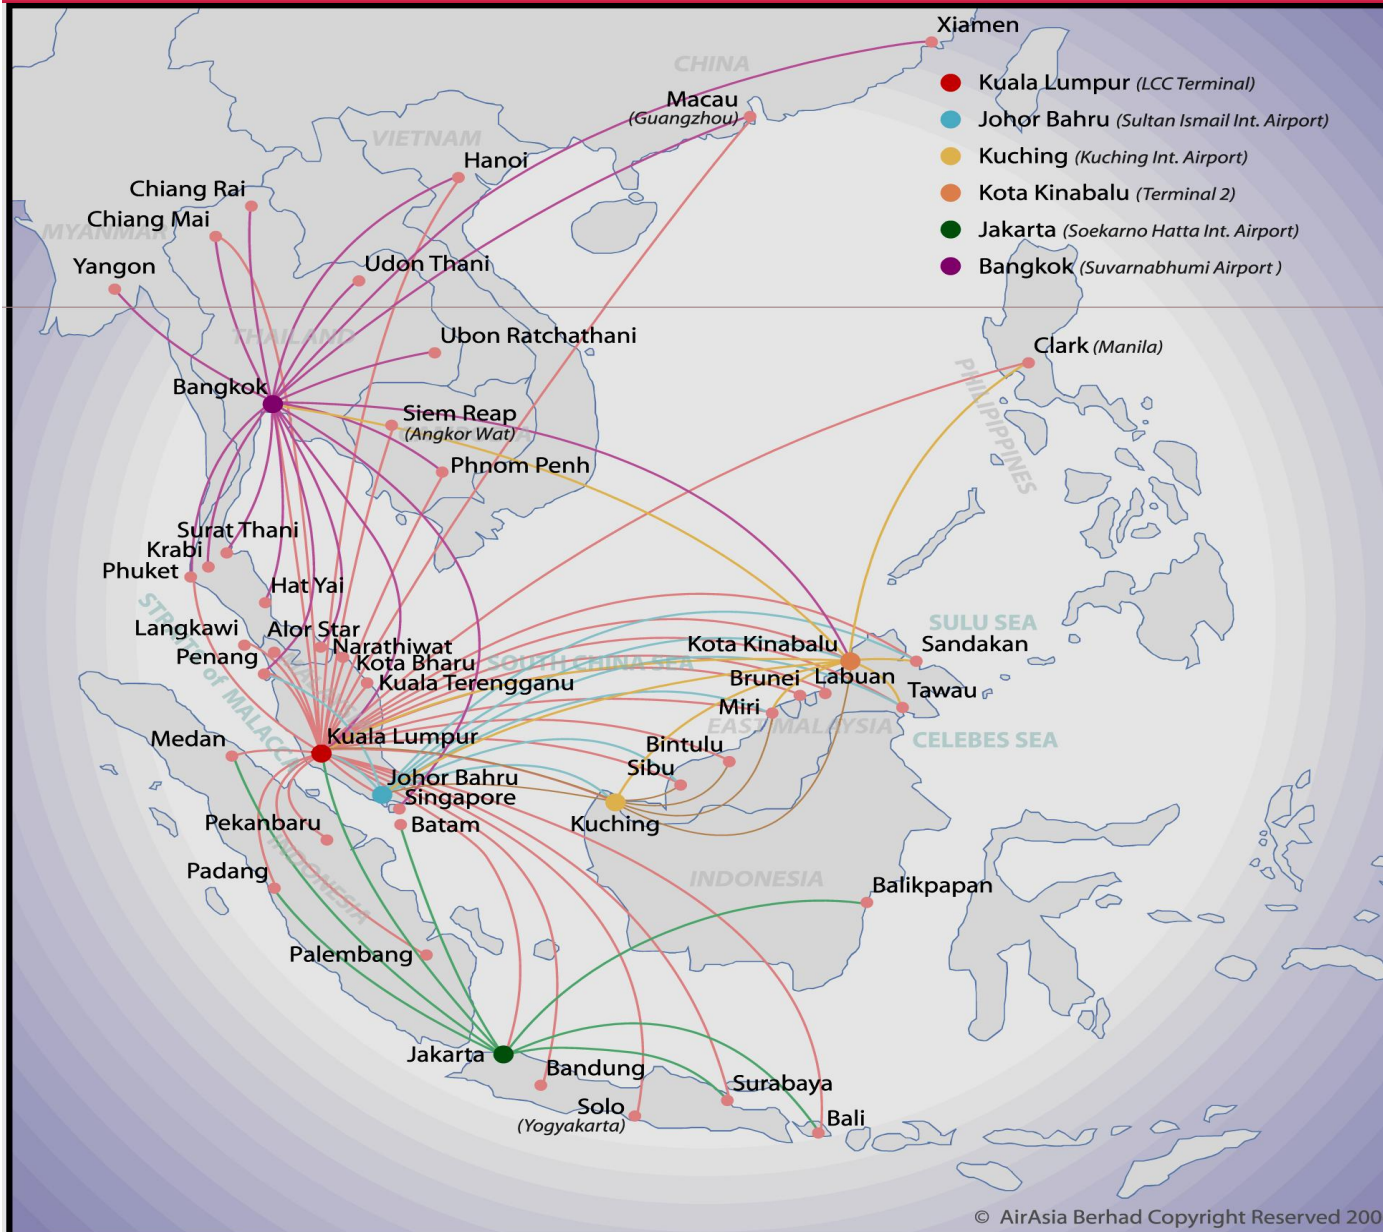 Xiamen
CHINA
Kuala Lumpur (LCC Terminal)
Macau
(Guangzhou)
Johor Bahru (Sultan Ismail Int. Airport)
VIETNAM
Kuching (Kuching Int. Airport)
Hanoi
Chiang Rai
Kota Kinabalu (Terminal 2)
Chiang Mai
MYANMAR
Jakarta (Soekarno Hatta Int. Airport)
Yangon
Udon Thani
Bangkok (Suvarnabhumi Airport )
THAILAND
Ubon Ratchathani
Clark (Manila)
PHILIPPINES
Bangkok
Siem Reap
(Angkor Wat)
Phnom Penh
Surat Thani
Krabi
Phuket
Hat Yai
STRAITS of MALACCA
SULU SEA
Langkawi
Alor Star
Narathiwat
Kota Kinabalu
Sandakan
Penang
Kota Bharu
SOUTH CHINA SEA
Kuala Terengganu
Brunei
Labuan
Tawau
Miri
EAST MALAYSIA
Medan
Kuala Lumpur
CELEBES SEA
Bintulu
Sibu
Johor Bahru
Singapore
Pekanbaru
Batam
Kuching
INDONESIA
Padang
INDONESIA
Balikpapan
Palembang
Jakarta
Bandung
Surabaya
Solo
(Yogyakarta)
Bali
© AirAsia Berhad Copyright Reserved 200